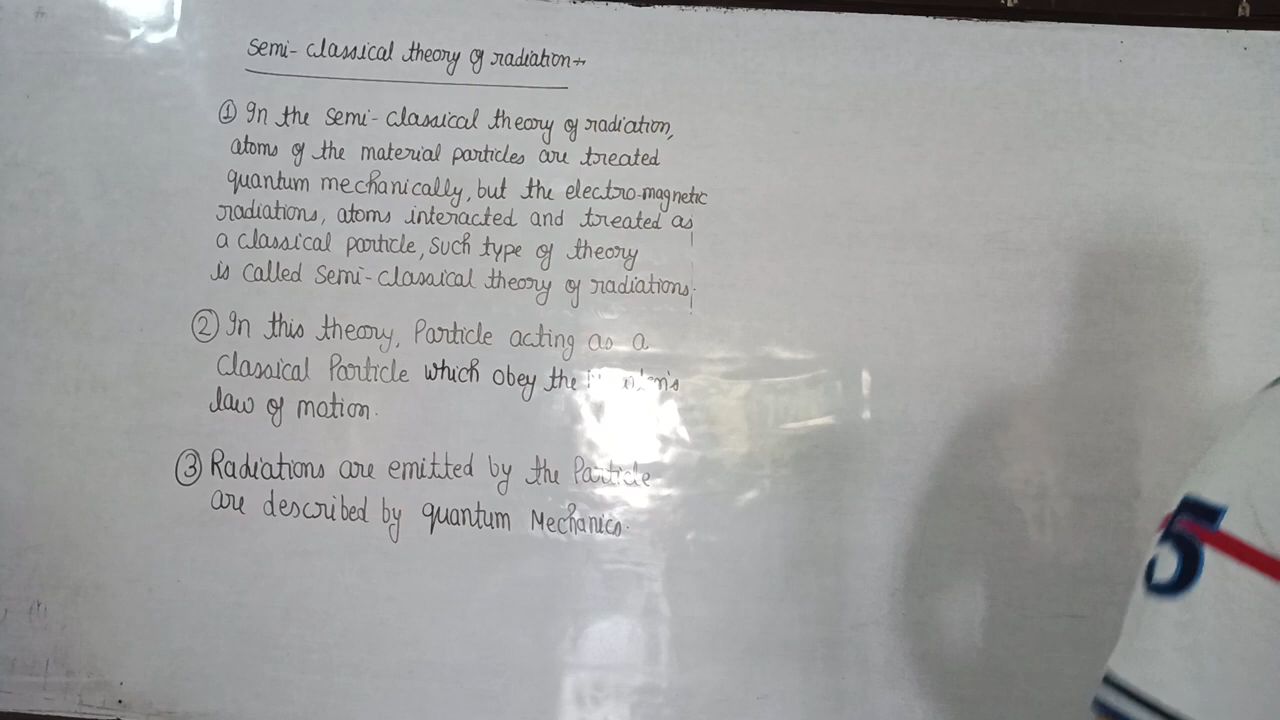 Semi-classical theory of radiation→
① In the semi-classical theory of radiation,
atoms of the material particles are treated
quantum mechanically, but the electro-magnetic
radiations, atoms interacted and treated as
a classical particle, such type of theory
is called semi-classical theory of radiations.
② In this theory, Particle acting as a
Classical Particle which obey the
law of motion.
③ Radiations are emitted by the Particle
are described by quantum Mechanics.
5